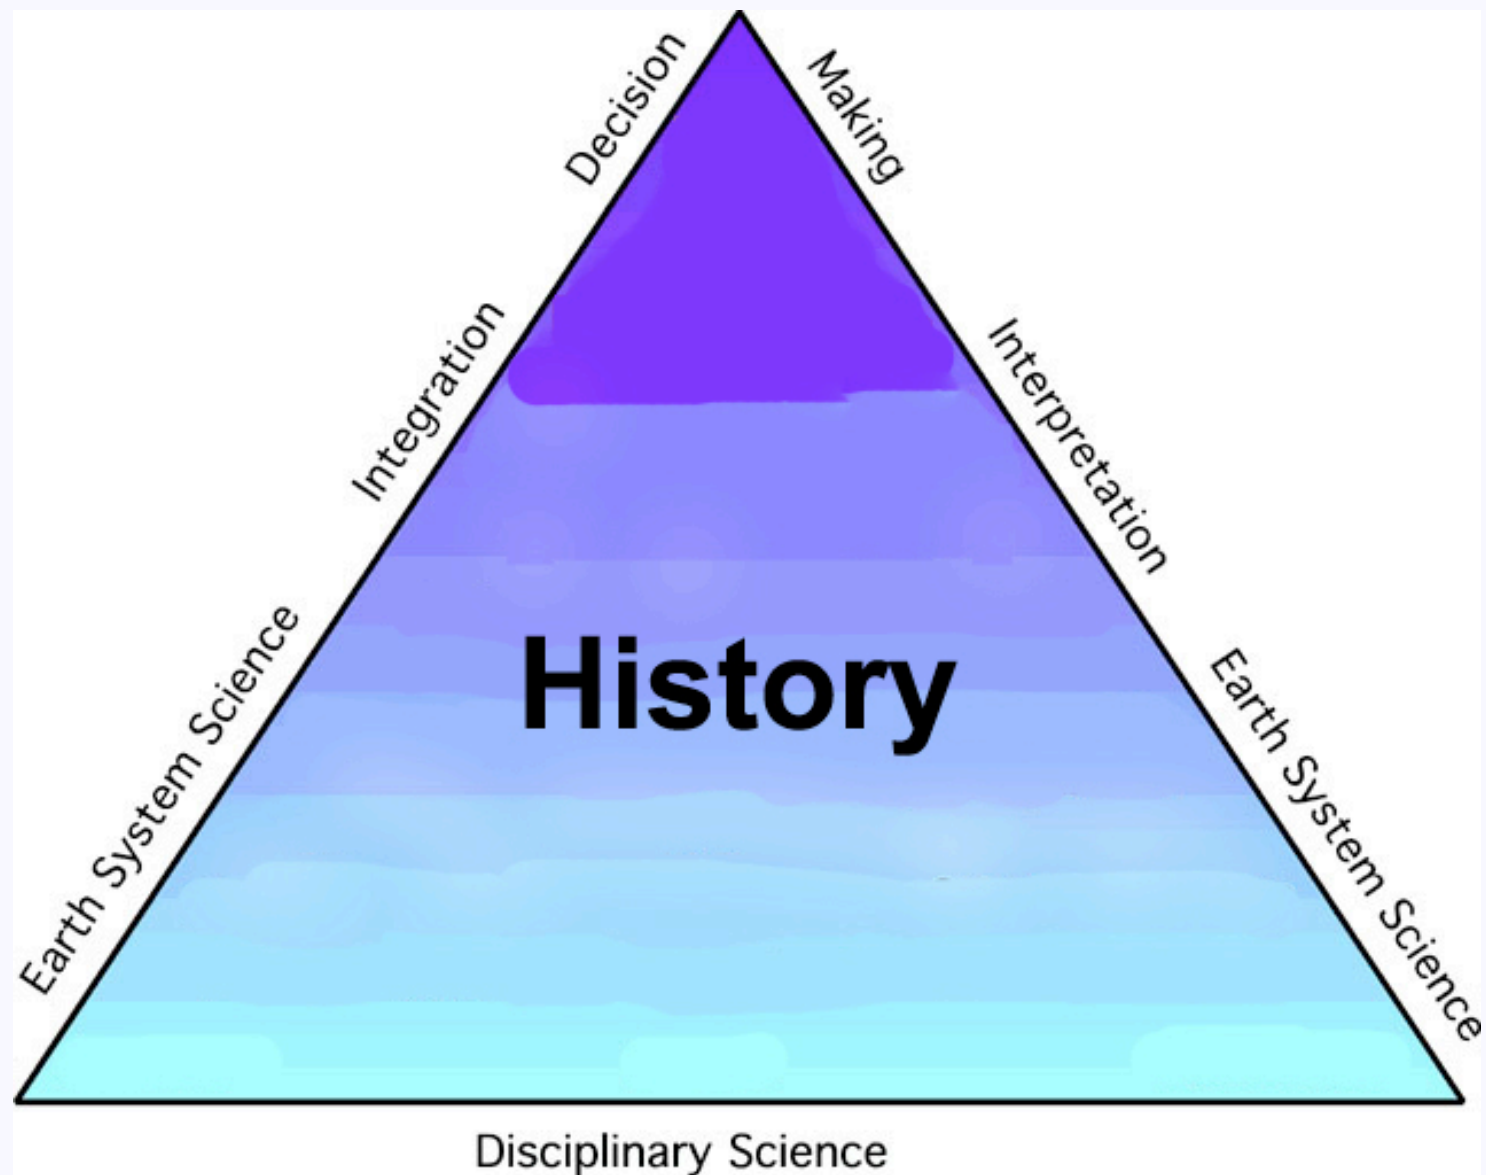 Decision
Making
Integration
Interpretation
Earth System Science
Earth System Science
History
Disciplinary Science